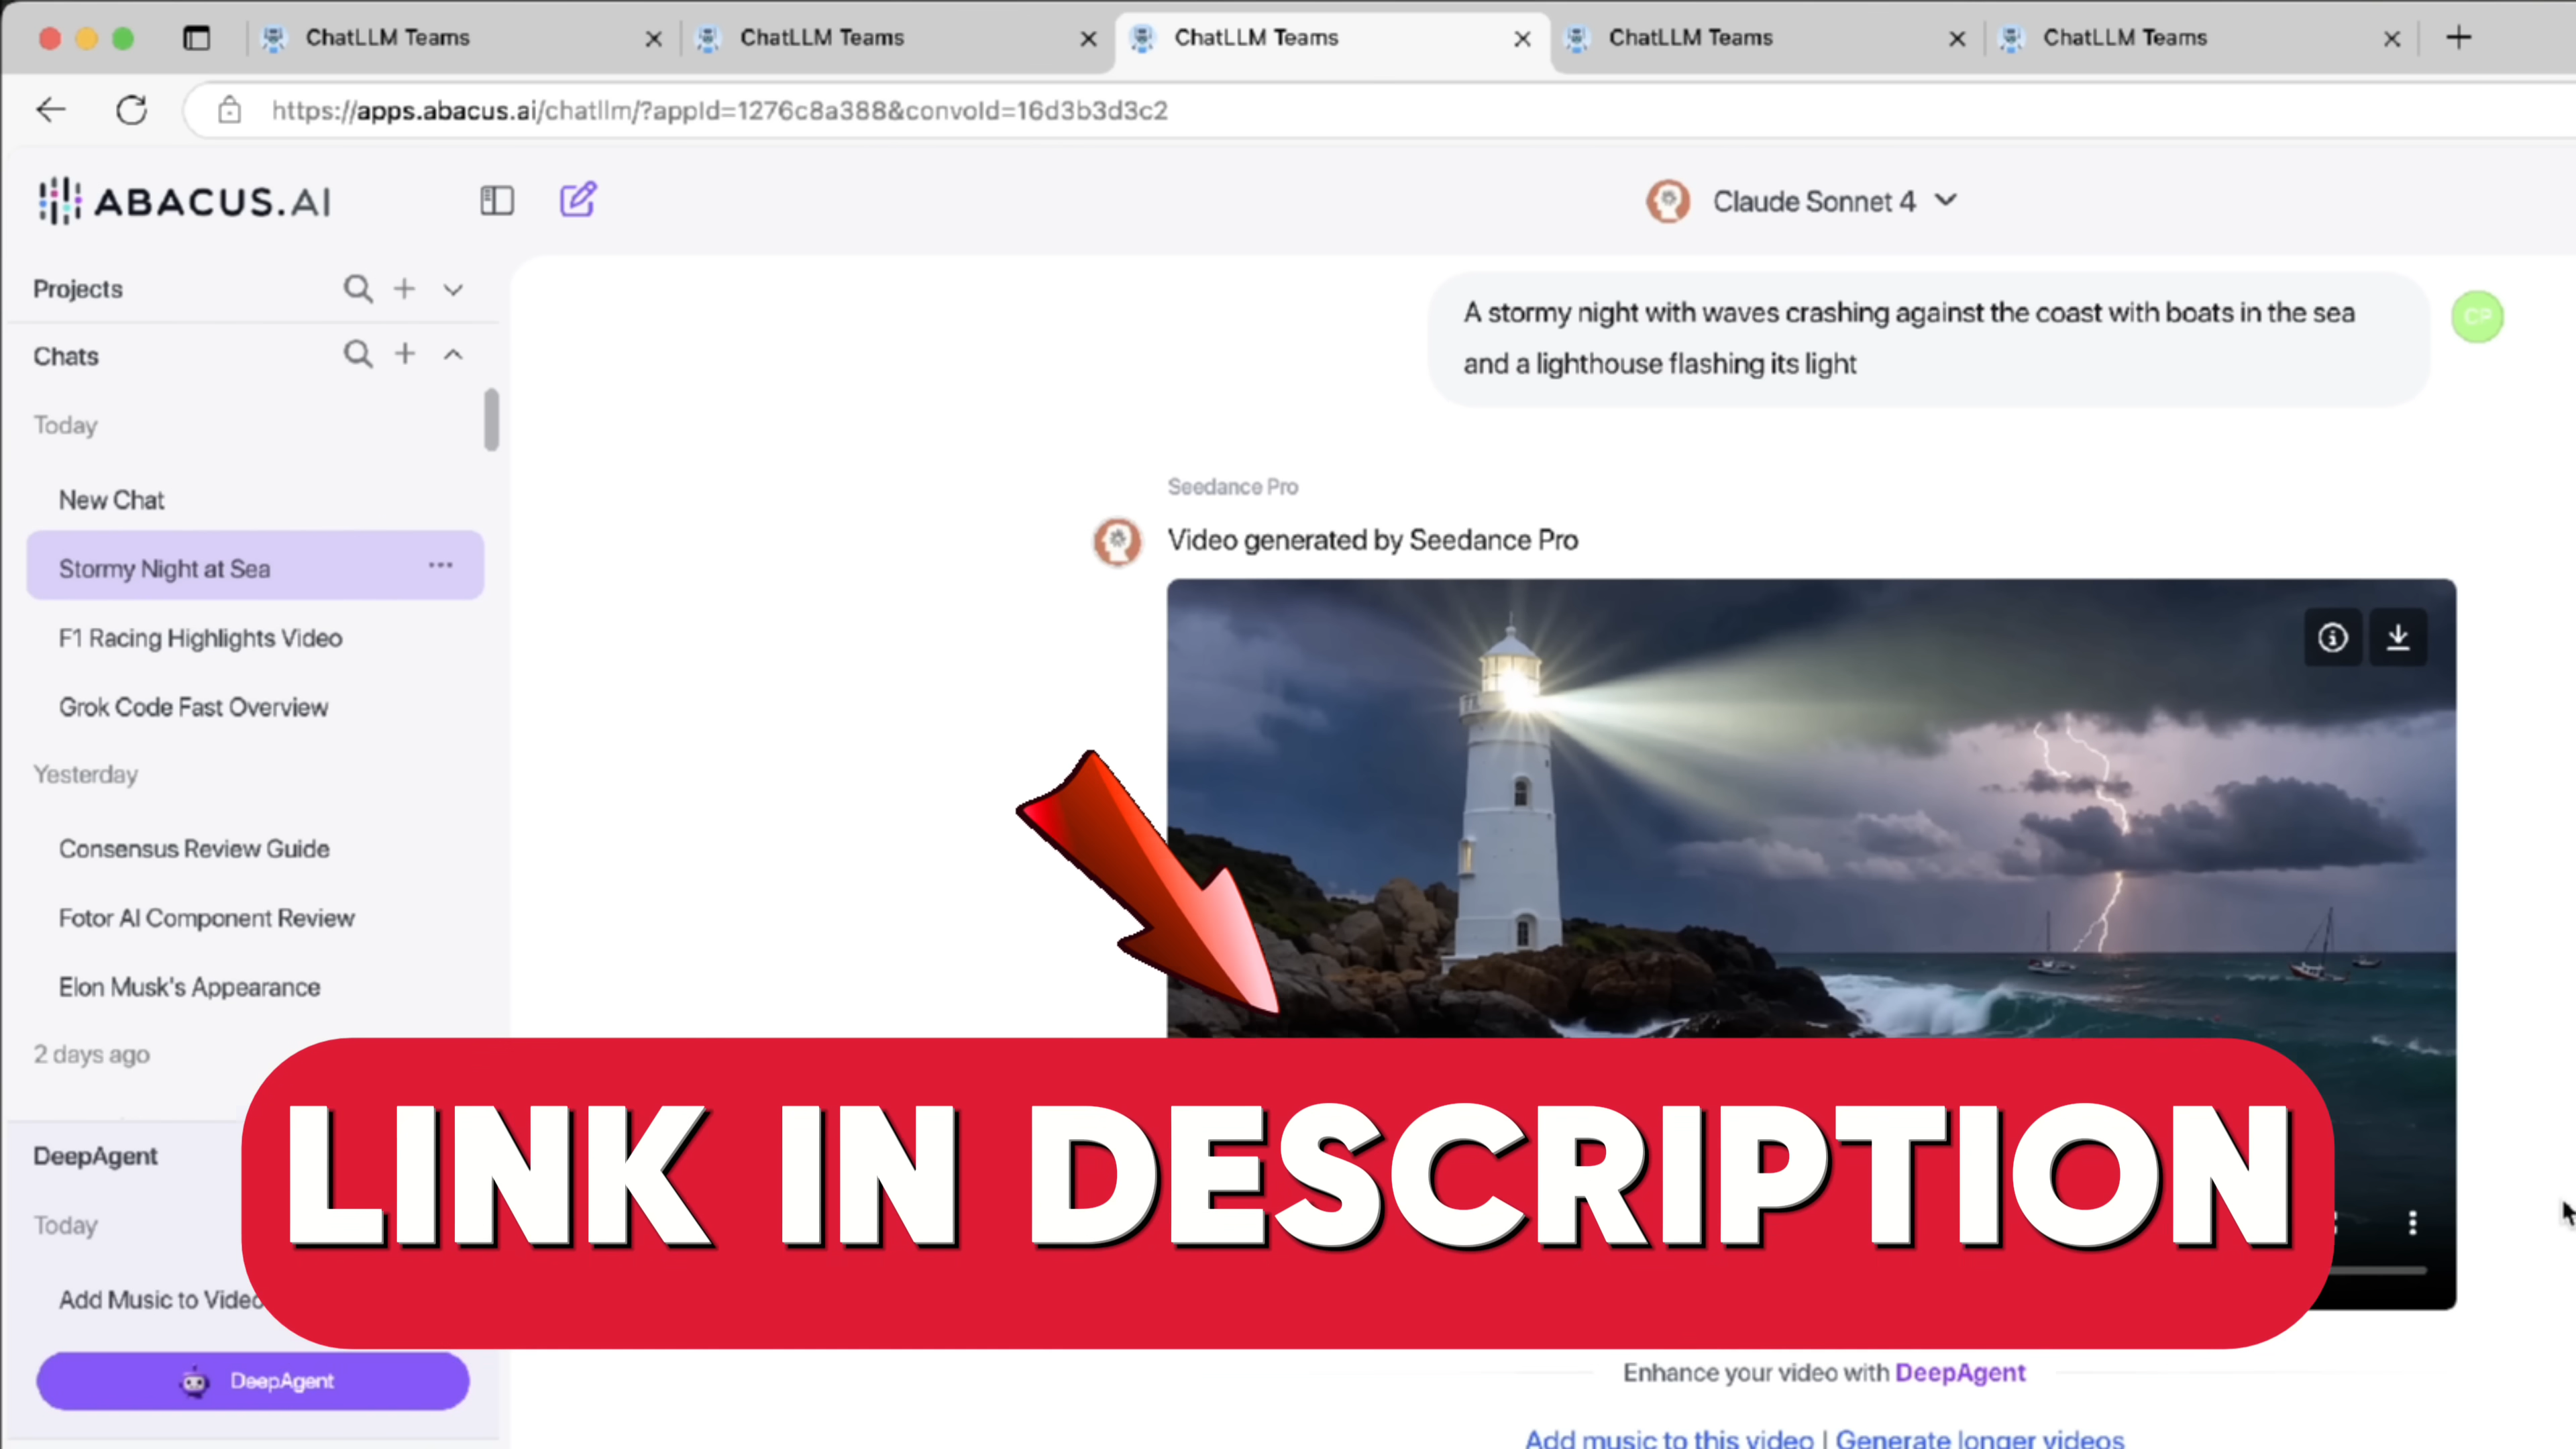 ChatLLM Teams
ChatLLM Teams
ChatLLM Teams
ChatLLM Teams
ChatLLM Teams
https://apps.abacus.ai/chatllm/?appId=1276c8a388&convoId=16d3b3d3c2
ABACUS.AI
Claude Sonnet 4
Projects
Chats
Today
New Chat
Stormy Night at Sea
F1 Racing Highlights Video
Grok Code Fast Overview
Yesterday
Consensus Review Guide
Fotor AI Component Review
Elon Musk's Appearance
2 days ago
DeepAgent
Today
Add Music to Video
DeepAgent
A stormy night with waves crashing against the coast with boats in the sea
and a lighthouse flashing its light
CP
Seedance Pro
Video generated by Seedance Pro
LINK IN DESCRIPTION
Enhance your video with DeepAgent
Add music to this video | Generate longer videos